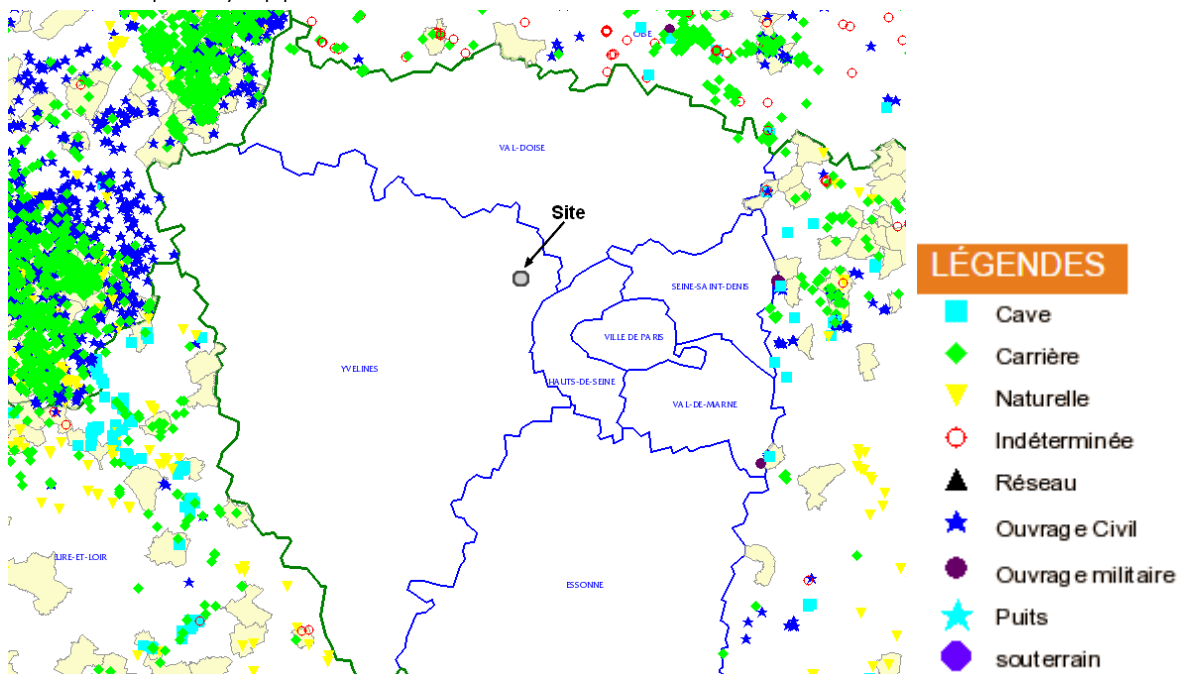 OISE
VAL-DOISE
Site
SEINE-SAINT-DENIS
VILLE DE PARIS
YVELINES
HAUTS-DE-SEINE
VAL-DE-MARNE
EURE-ET-LOIR
ESSONNE
LÉGENDES
Cave
Carrière
Naturelle
Indéterminée
Réseau
Ouvrage Civil
Ouvrage militaire
Puits
souterrain